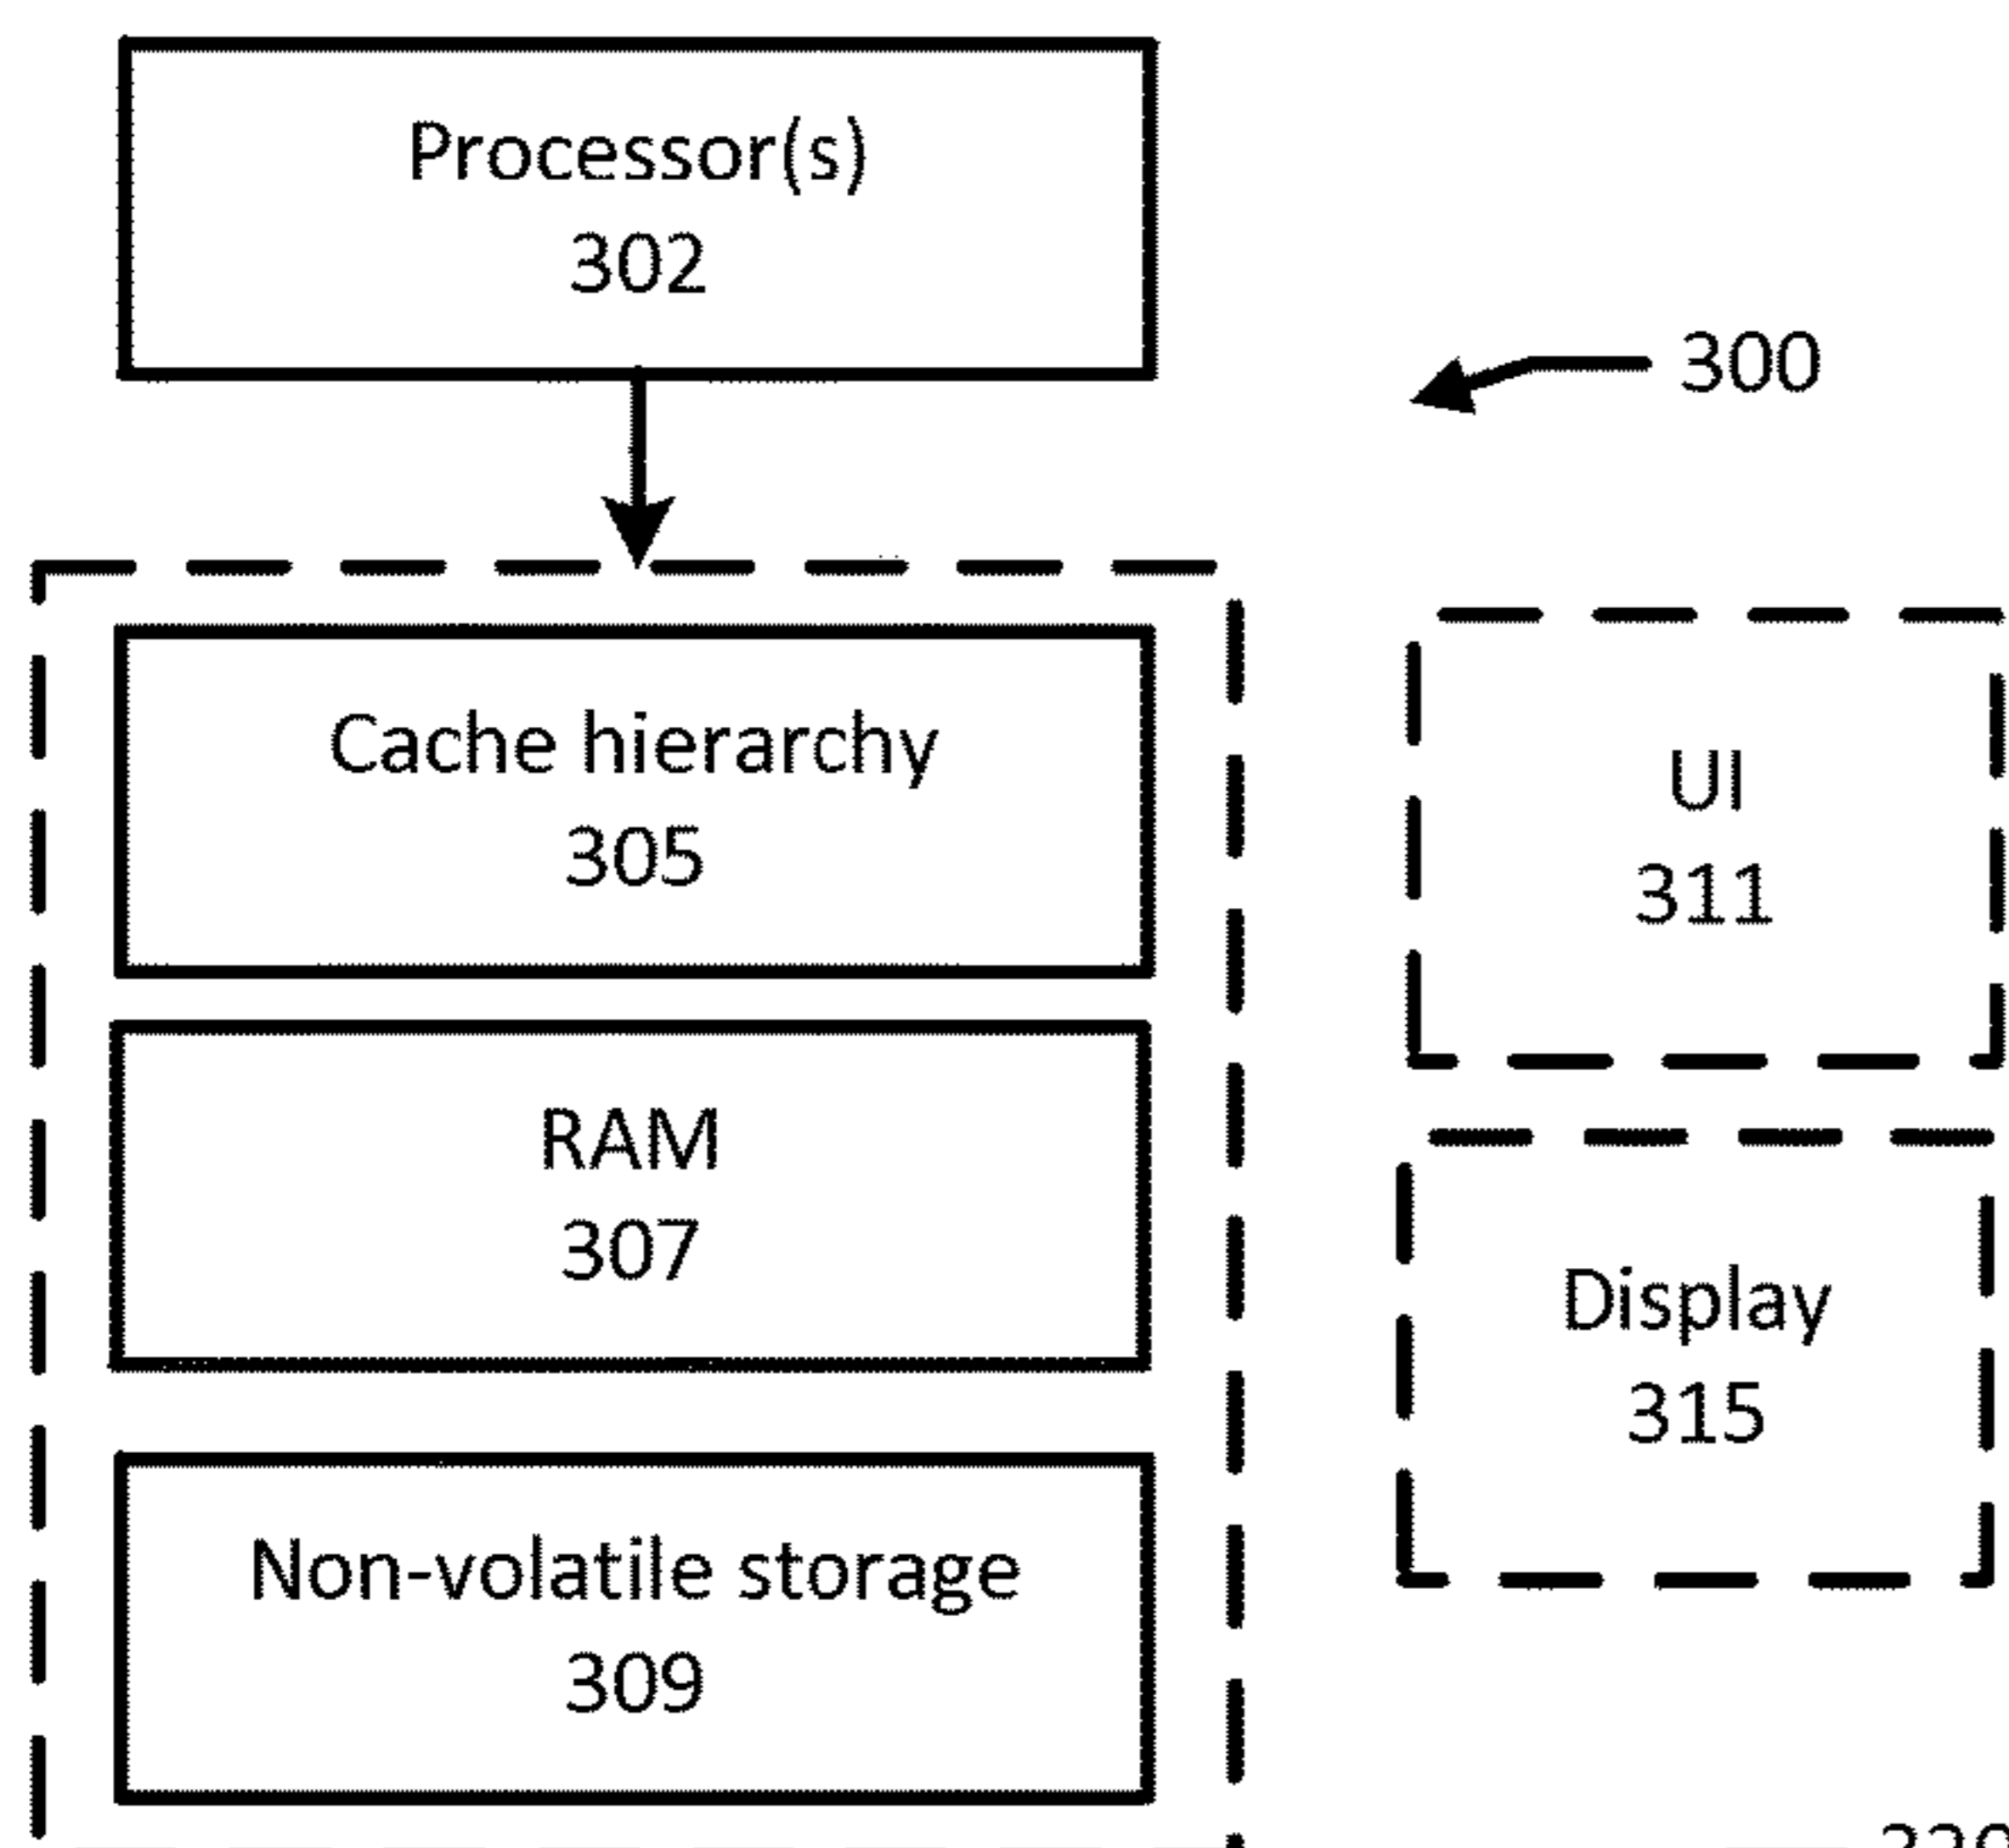 Processor(s)
302
300
Cache hierarchy
305
UI
311
RAM
307
Display
315
Non-volatile storage
309